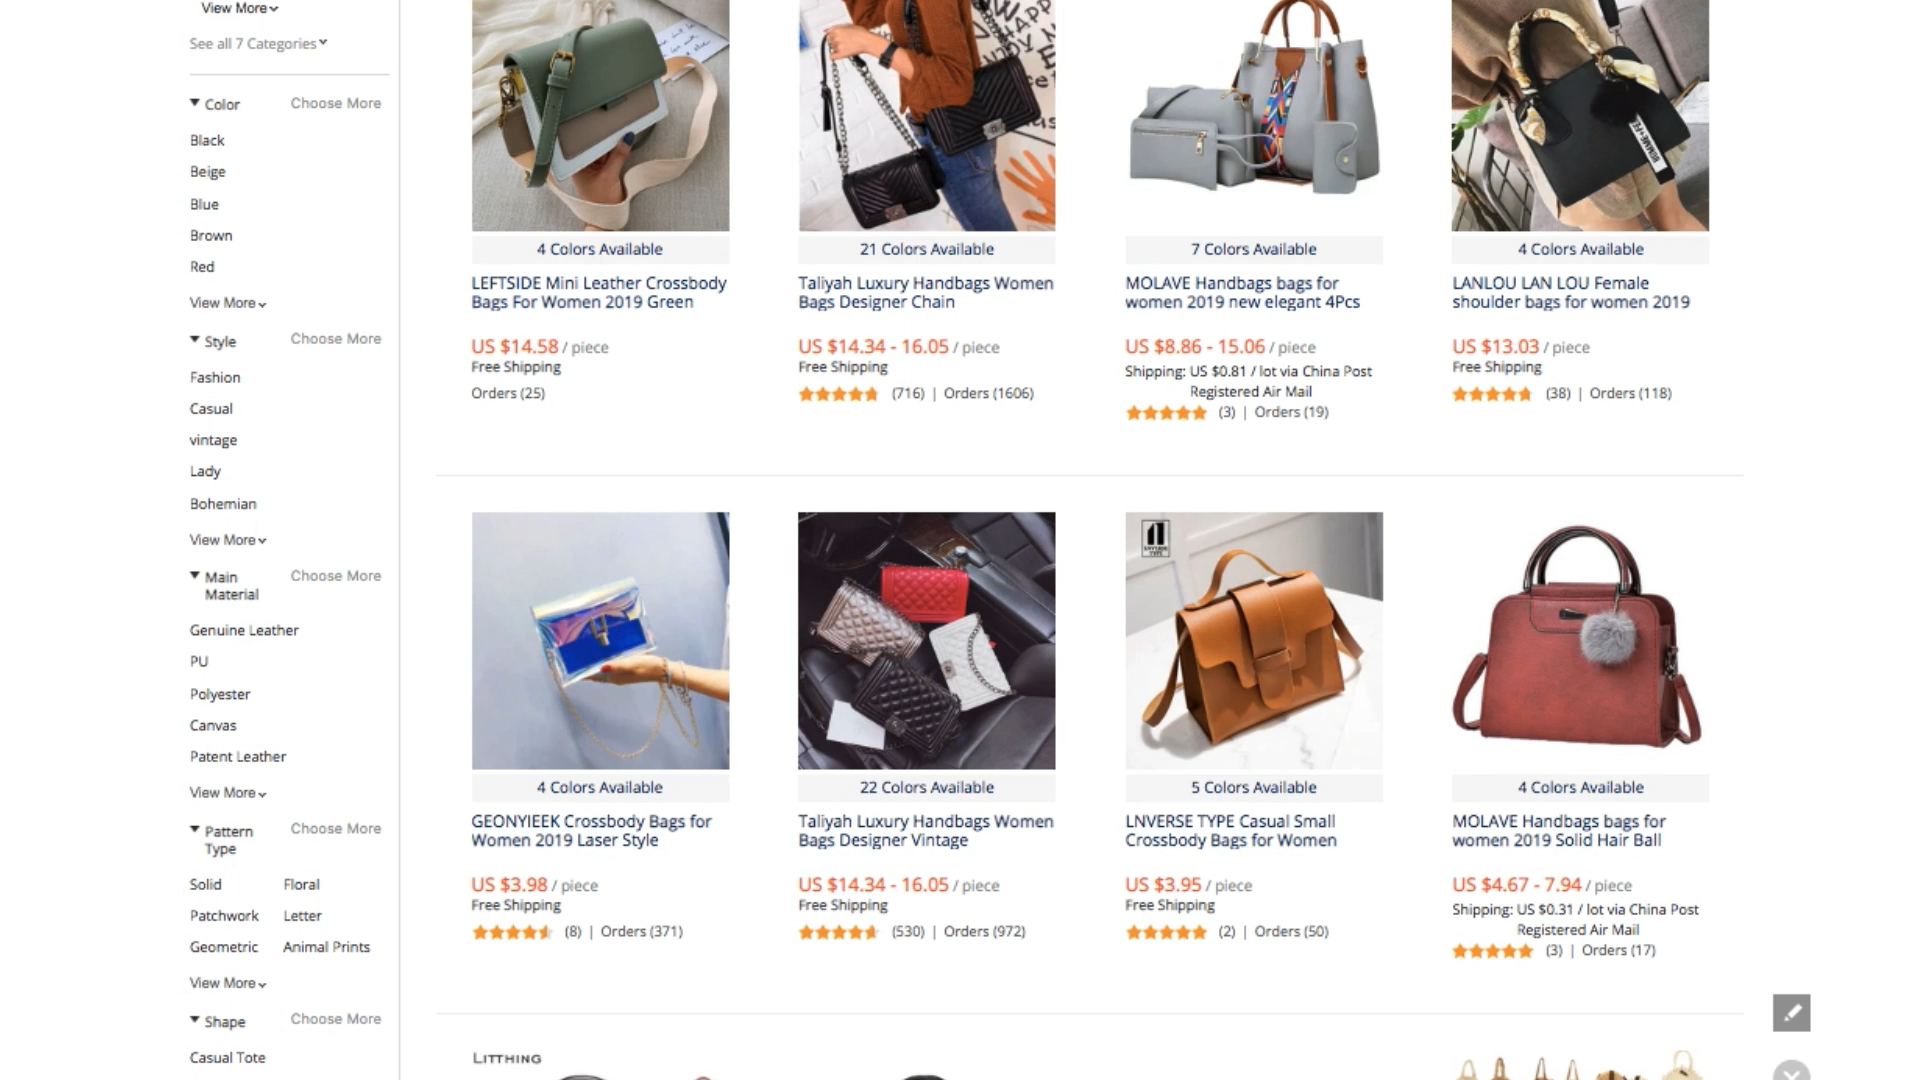 View More
See all 7 Categories
Color Choose More
Black
Beige
Blue
Brown
Red
View More
Style Choose More
Fashion
Casual
vintage
Lady
Bohemian
View More
Main Material Choose More
Genuine Leather
PU
Polyester
Canvas
Patent Leather
View More
Pattern Type Choose More
Solid Floral
Patchwork Letter
Geometric Animal Prints
View More
Shape Choose More
Casual Tote
4 Colors Available
LEFTSIDE Mini Leather Crossbody
Bags For Women 2019 Green
US $14.58 / piece
Free Shipping
Orders (25)
21 Colors Available
Taliyah Luxury Handbags Women
Bags Designer Chain
US $14.34 - 16.05 / piece
Free Shipping
(716) | Orders (1606)
7 Colors Available
MOLAVE Handbags bags for
women 2019 new elegant 4Pcs
US $8.86 - 15.06 / piece
Shipping: US $0.81 / lot via China Post
Registered Air Mail
(3) | Orders (19)
4 Colors Available
LANLOU LAN LOU Female
shoulder bags for women 2019
US $13.03 / piece
Free Shipping
(38) | Orders (118)
4 Colors Available
GEONYIEEK Crossbody Bags for
Women 2019 Laser Style
US $3.98 / piece
Free Shipping
(8) | Orders (371)
22 Colors Available
Taliyah Luxury Handbags Women
Bags Designer Vintage
US $14.34 - 16.05 / piece
Free Shipping
(530) | Orders (972)
5 Colors Available
LNVERSE TYPE Casual Small
Crossbody Bags for Women
US $3.95 / piece
Free Shipping
(2) | Orders (50)
4 Colors Available
MOLAVE Handbags bags for
women 2019 Solid Hair Ball
US $4.67 - 7.94 / piece
Shipping: US $0.31 / lot via China Post
Registered Air Mail
(3) | Orders (17)
LITTHING